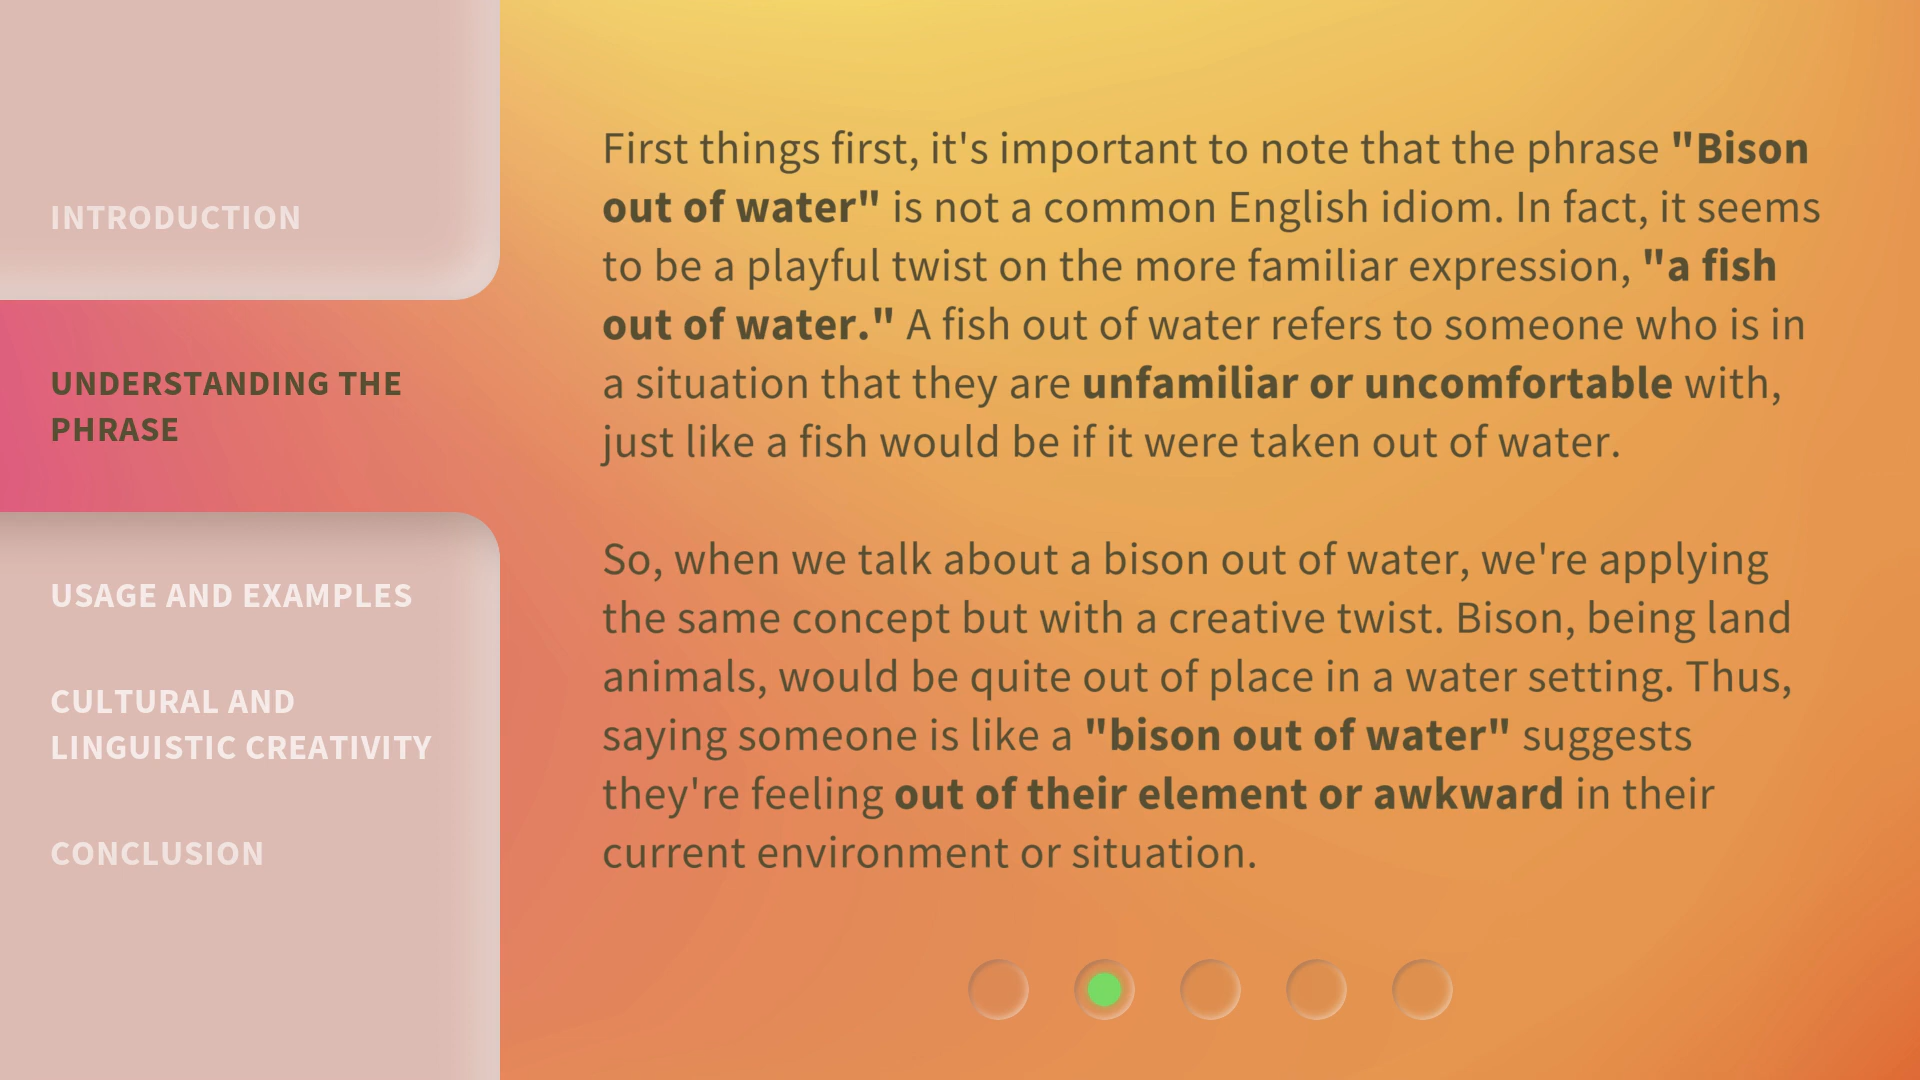 INTRODUCTION
UNDERSTANDING THE
PHRASE
USAGE AND EXAMPLES
CULTURAL AND
LINGUISTIC CREATIVITY
CONCLUSION
First things first, it's important to note that the phrase "Bison
out of water" is not a common English idiom. In fact, it seems
to be a playful twist on the more familiar expression, "a fish
out of water." A fish out of water refers to someone who is in
a situation that they are unfamiliar or uncomfortable with,
just like a fish would be if it were taken out of water.
So, when we talk about a bison out of water, we're applying
the same concept but with a creative twist. Bison, being land
animals, would be quite out of place in a water setting. Thus,
saying someone is like a "bison out of water" suggests
they're feeling out of their element or awkward in their
current environment or situation.